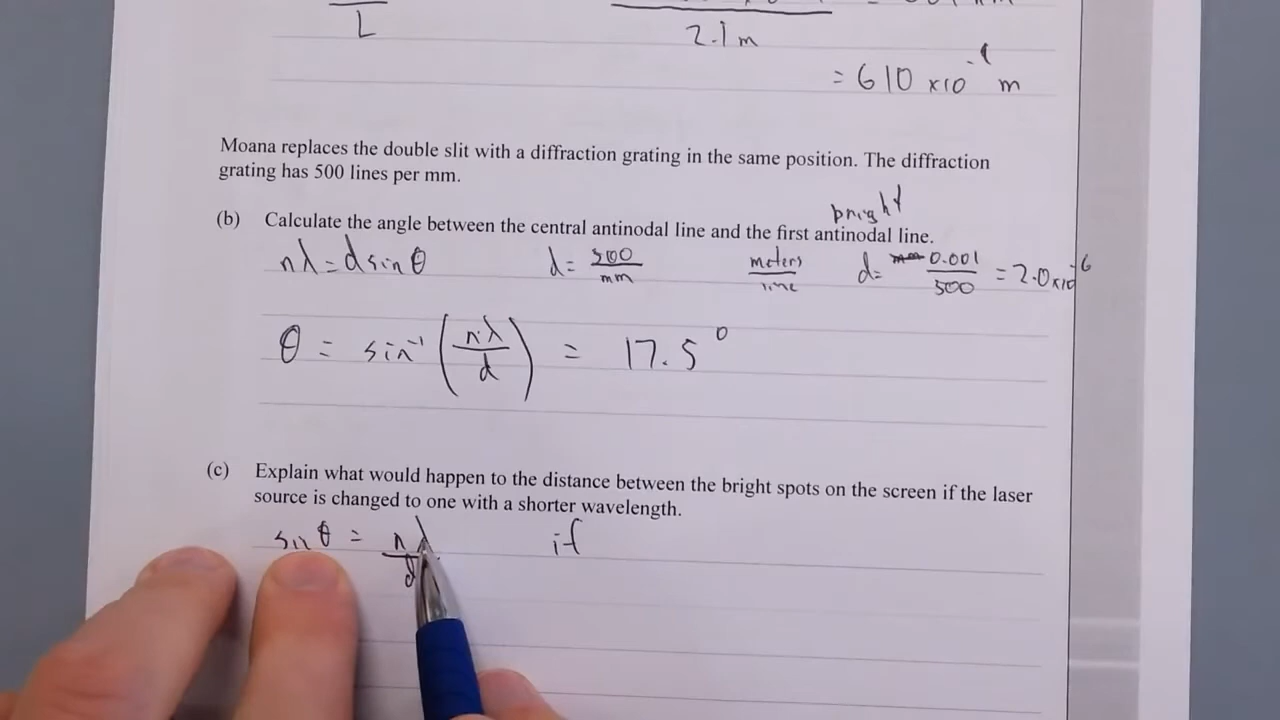 L
2.1 m
= 610 ×10 m
Moana replaces the double slit with a diffraction grating in the same position. The diffraction
grating has 500 lines per mm.
bright
(b) Calculate the angle between the central antinodal line and the first antinodal line.
nλ = d sin θ d = 500/mm meters/line d = 0.001/500 = 2.0 ×10⁻⁶
θ = sin⁻¹ (nλ/d) = 17.5°
(c) Explain what would happen to the distance between the bright spots on the screen if the laser
source is changed to one with a shorter wavelength.
sin θ = nλ/d if